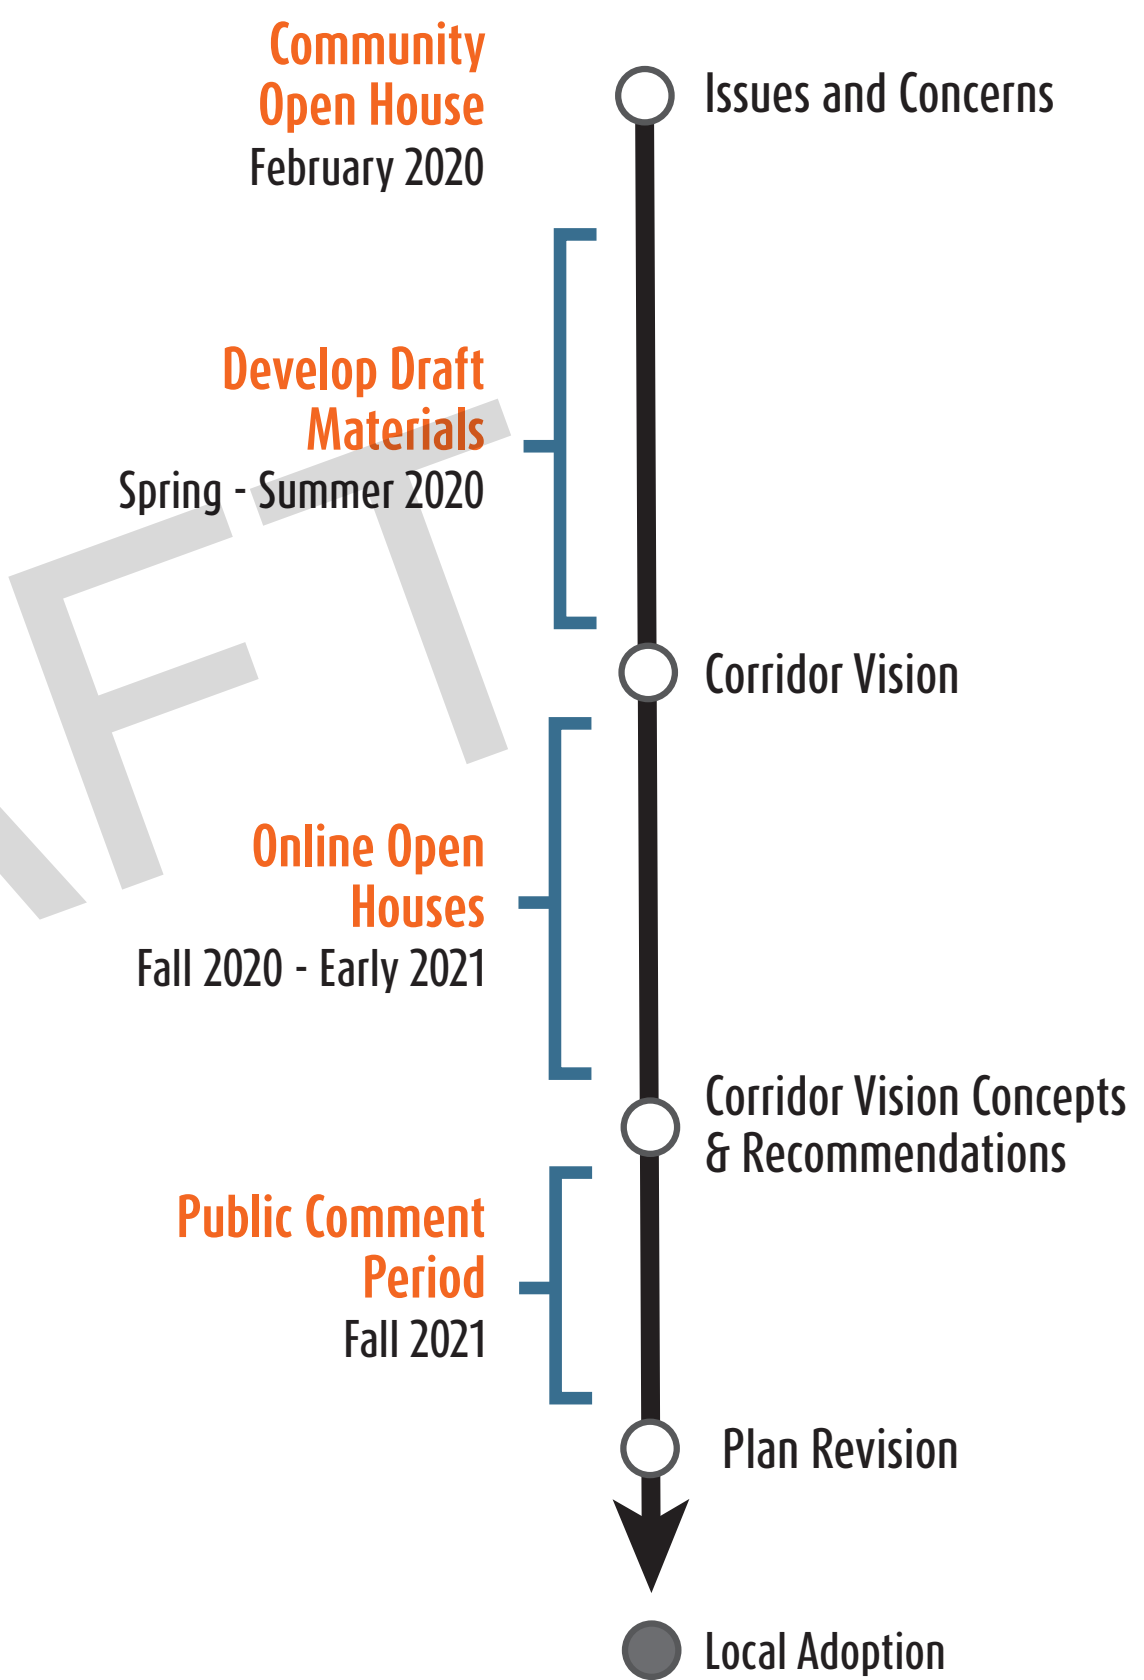 Community
Open House
February 2020
Issues and Concerns
Develop Draft
Materials
Spring - Summer 2020
Corridor Vision
Online Open
Houses
Fall 2020 - Early 2021
Corridor Vision Concepts
& Recommendations
Public Comment
Period
Fall 2021
Plan Revision
Local Adoption
AFT